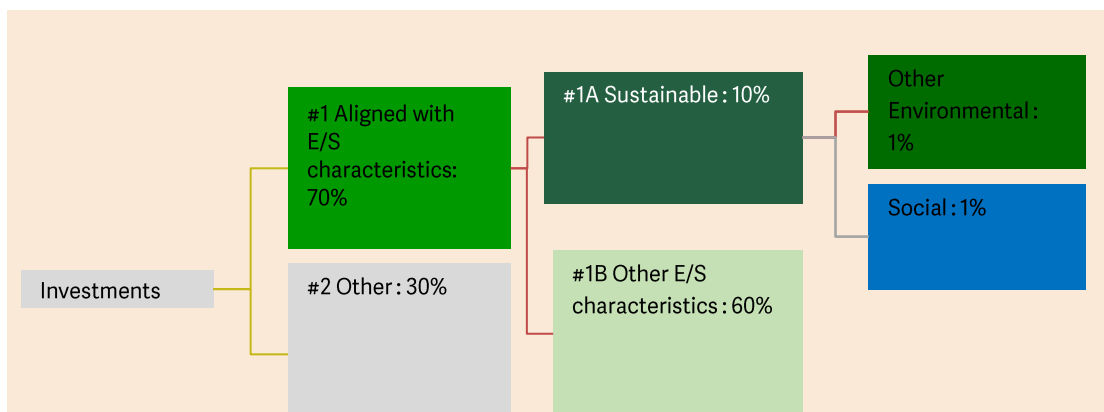 Investments
#1 Aligned with
E/S
characteristics:
70%
#2 Other : 30%
#1A Sustainable : 10%
#1B Other E/S
characteristics : 60%
Other
Environmental :
1%
Social : 1%